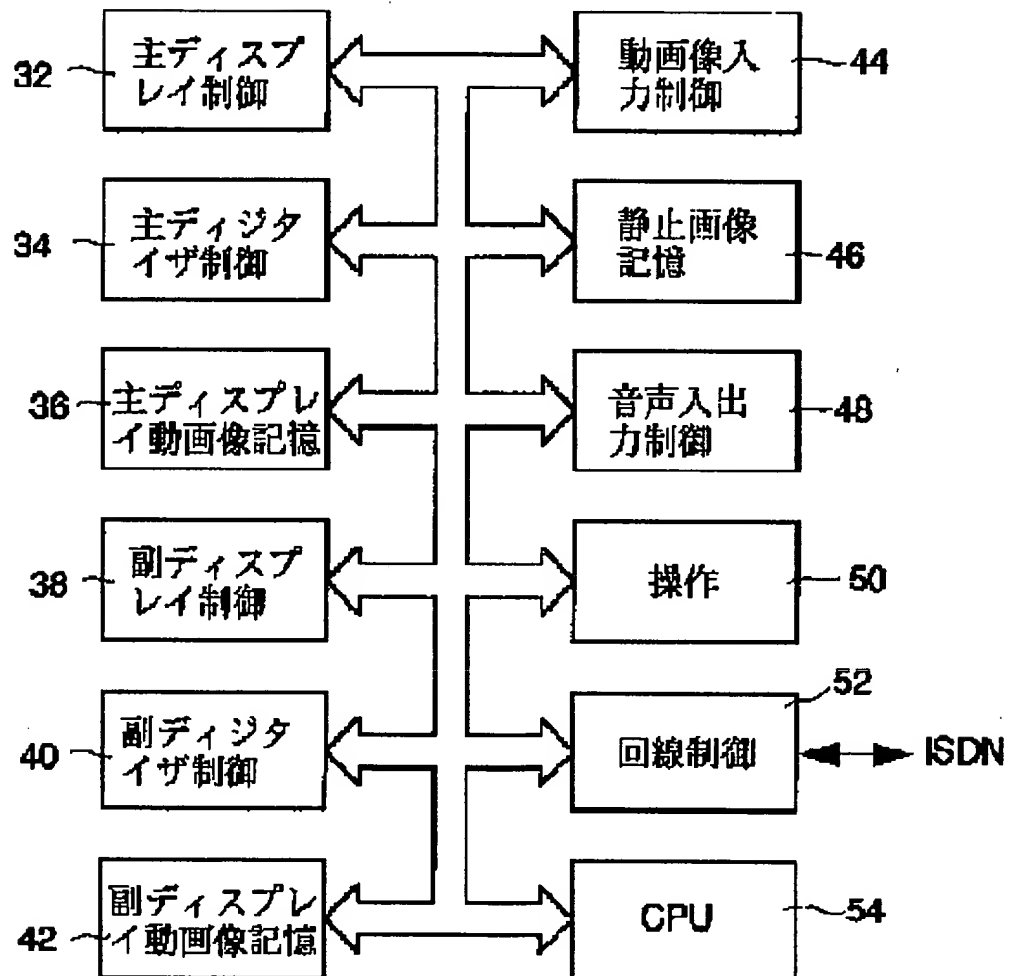 32
主ディスプ
レイ制御
動画像入
力制御
44
34
主ディジタ
イザ制御
静止画像
記憶
46
36
主ディスプレ
イ動画像記憶
音声入出
力制御
48
38
副ディスプ
レイ制御
操作
50
40
副ディジタ
イザ制御
回線制御
52
ISDN
42
副ディスプレ
イ動画像記憶
CPU
54